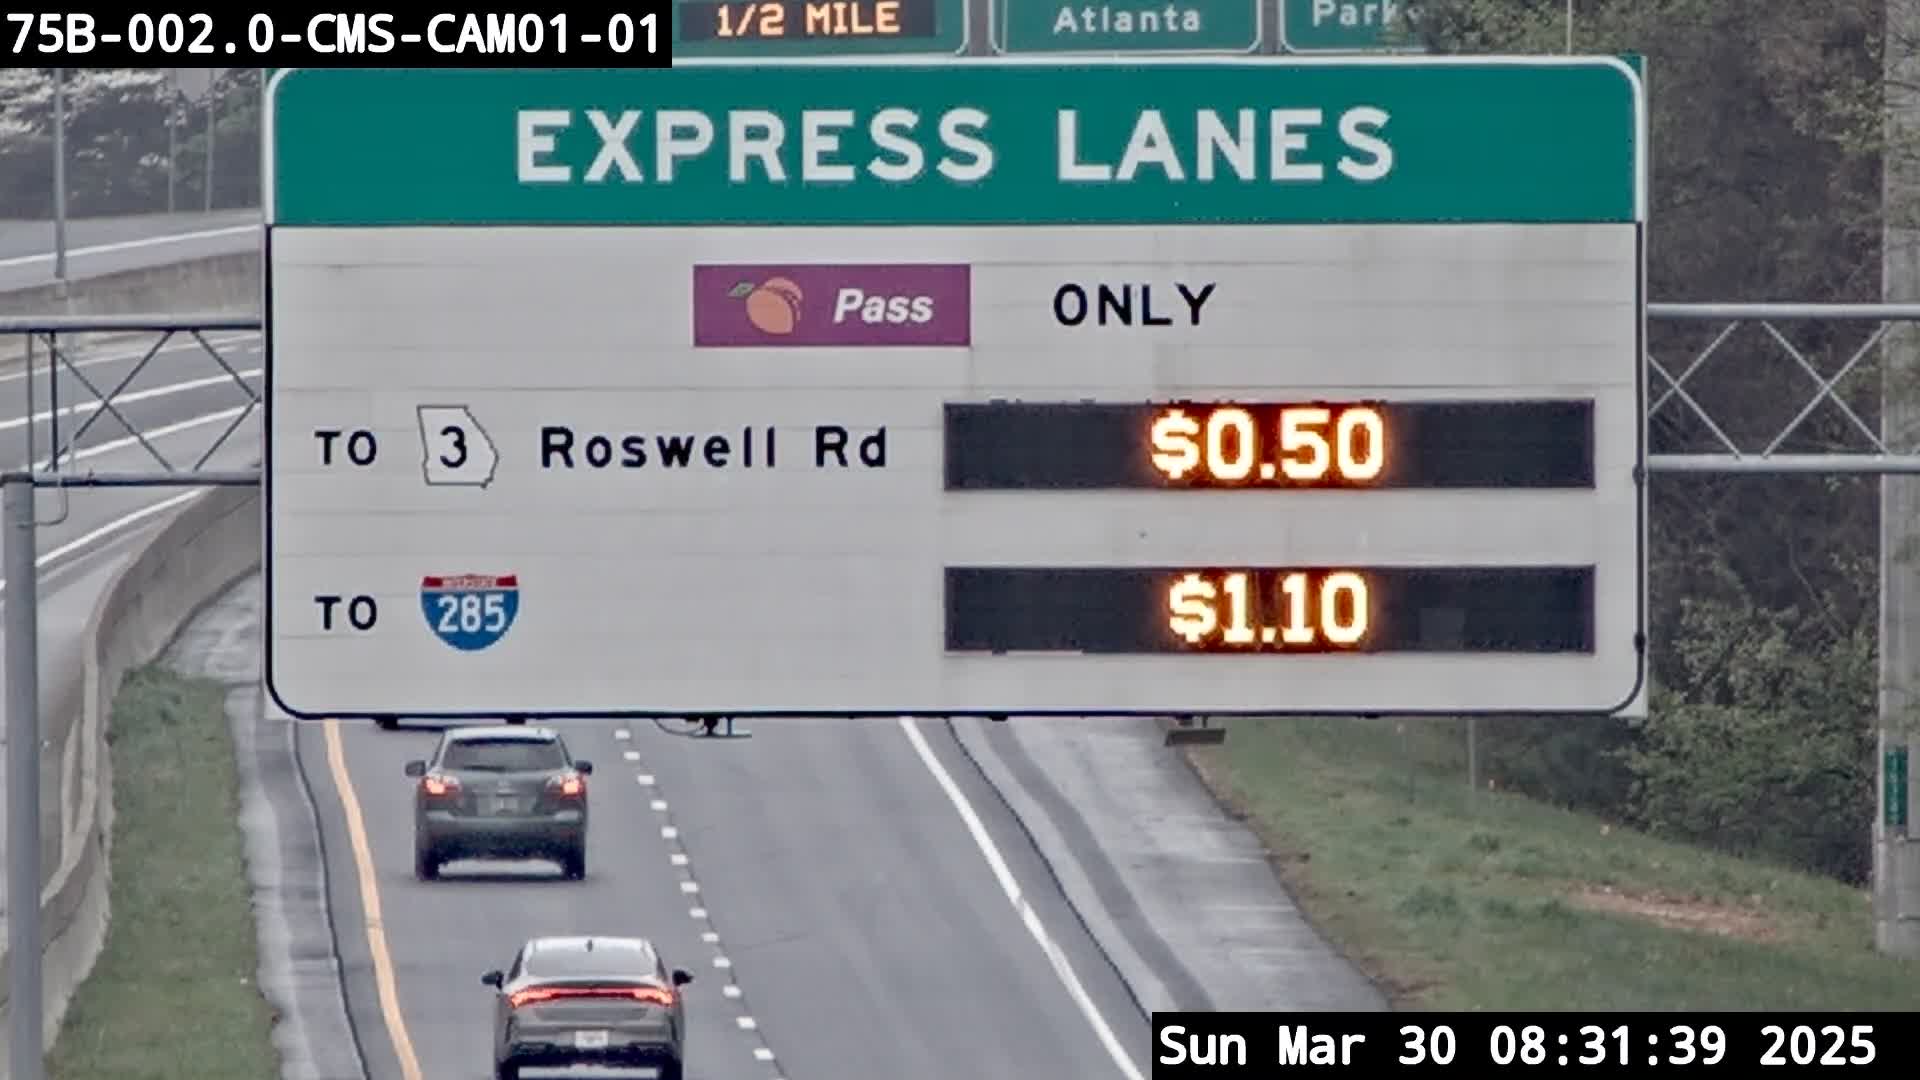 75B-002.0-CMS-CAM01-01
1/2 MILE
Atlanta
EXPRESS LANES
Pass ONLY
TO 3 Roswell Rd $0.50
TO INTERSTATE 285 $1.10
Sun Mar 30 08:31:39 2025